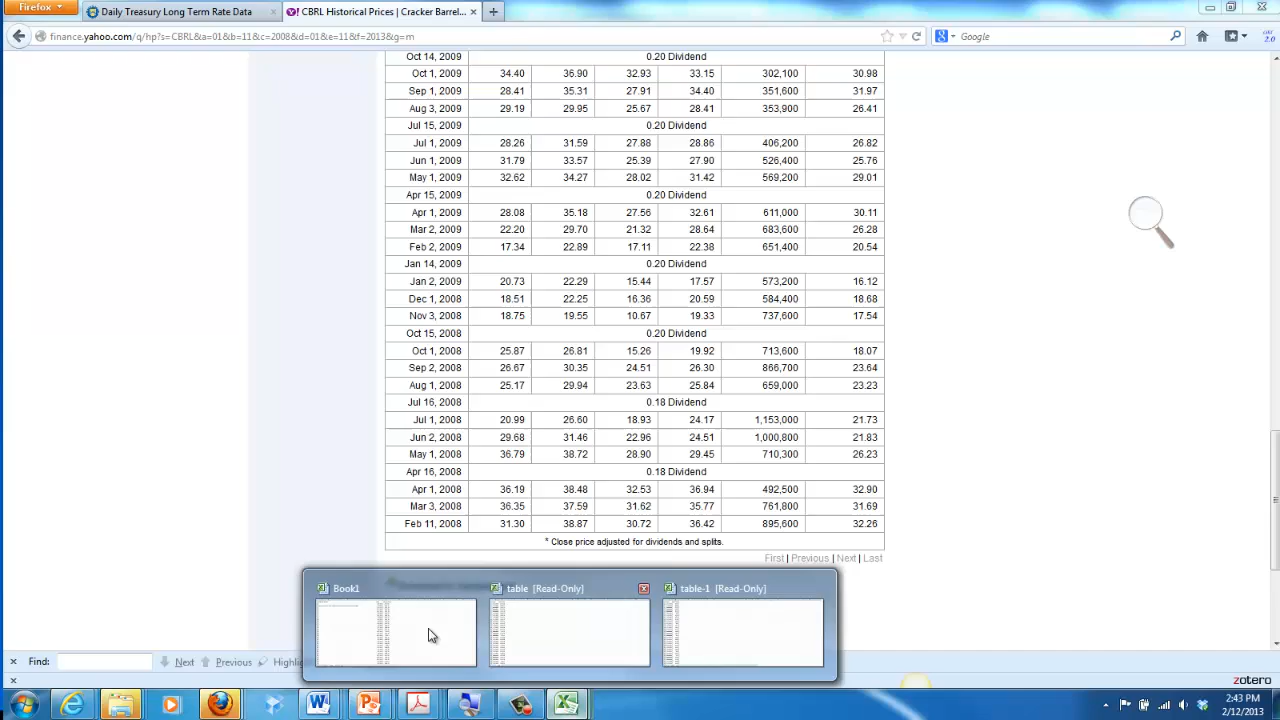 Firefox
Daily Treasury Long Term Rate Data × Y! CBRL Historical Prices | Cracker Barrel... × +
finance.yahoo.com/q/hp?s=CBRL&a=01&b=11&c=2008&d=01&e=11&f=2013&g=m
Google
Oct 14, 2009 0.20 Dividend
Oct 1, 2009 34.40 36.90 32.93 33.15 302,100 30.98
Sep 1, 2009 28.41 35.31 27.91 34.40 351,600 31.97
Aug 3, 2009 29.19 29.95 25.67 28.41 353,900 26.41
Jul 15, 2009 0.20 Dividend
Jul 1, 2009 28.26 31.59 27.88 28.86 406,200 26.82
Jun 1, 2009 31.79 33.57 25.39 27.90 526,400 25.76
May 1, 2009 32.62 34.27 28.02 31.42 569,200 29.01
Apr 15, 2009 0.20 Dividend
Apr 1, 2009 28.08 35.18 27.56 32.61 611,000 30.11
Mar 2, 2009 22.20 29.70 21.32 28.64 683,600 26.28
Feb 2, 2009 17.34 22.89 17.11 22.38 651,400 20.54
Jan 14, 2009 0.20 Dividend
Jan 2, 2009 20.73 22.29 15.44 17.57 573,200 16.12
Dec 1, 2008 18.51 22.25 16.36 20.59 584,400 18.68
Nov 3, 2008 18.75 19.55 10.67 19.33 737,600 17.54
Oct 15, 2008 0.20 Dividend
Oct 1, 2008 25.87 26.81 15.26 19.92 713,600 18.07
Sep 2, 2008 26.67 30.35 24.51 26.30 866,700 23.64
Aug 1, 2008 25.17 29.94 23.63 25.84 659,000 23.23
Jul 16, 2008 0.18 Dividend
Jul 1, 2008 20.99 26.60 18.93 24.17 1,153,000 21.73
Jun 2, 2008 29.68 31.46 22.96 24.51 1,000,800 21.83
May 1, 2008 36.79 38.72 28.90 29.45 710,300 26.23
Apr 16, 2008 0.18 Dividend
Apr 1, 2008 36.19 38.48 32.53 36.94 492,500 32.90
Mar 3, 2008 36.35 37.59 31.62 35.77 761,800 31.69
Feb 11, 2008 31.30 38.87 30.72 36.42 895,600 32.26
* Close price adjusted for dividends and splits.
First | Previous | Next | Last
Book1 table [Read-Only] table-1 [Read-Only]
× Find: Next Previous Highli
× zotero
2:43 PM
2/12/2013